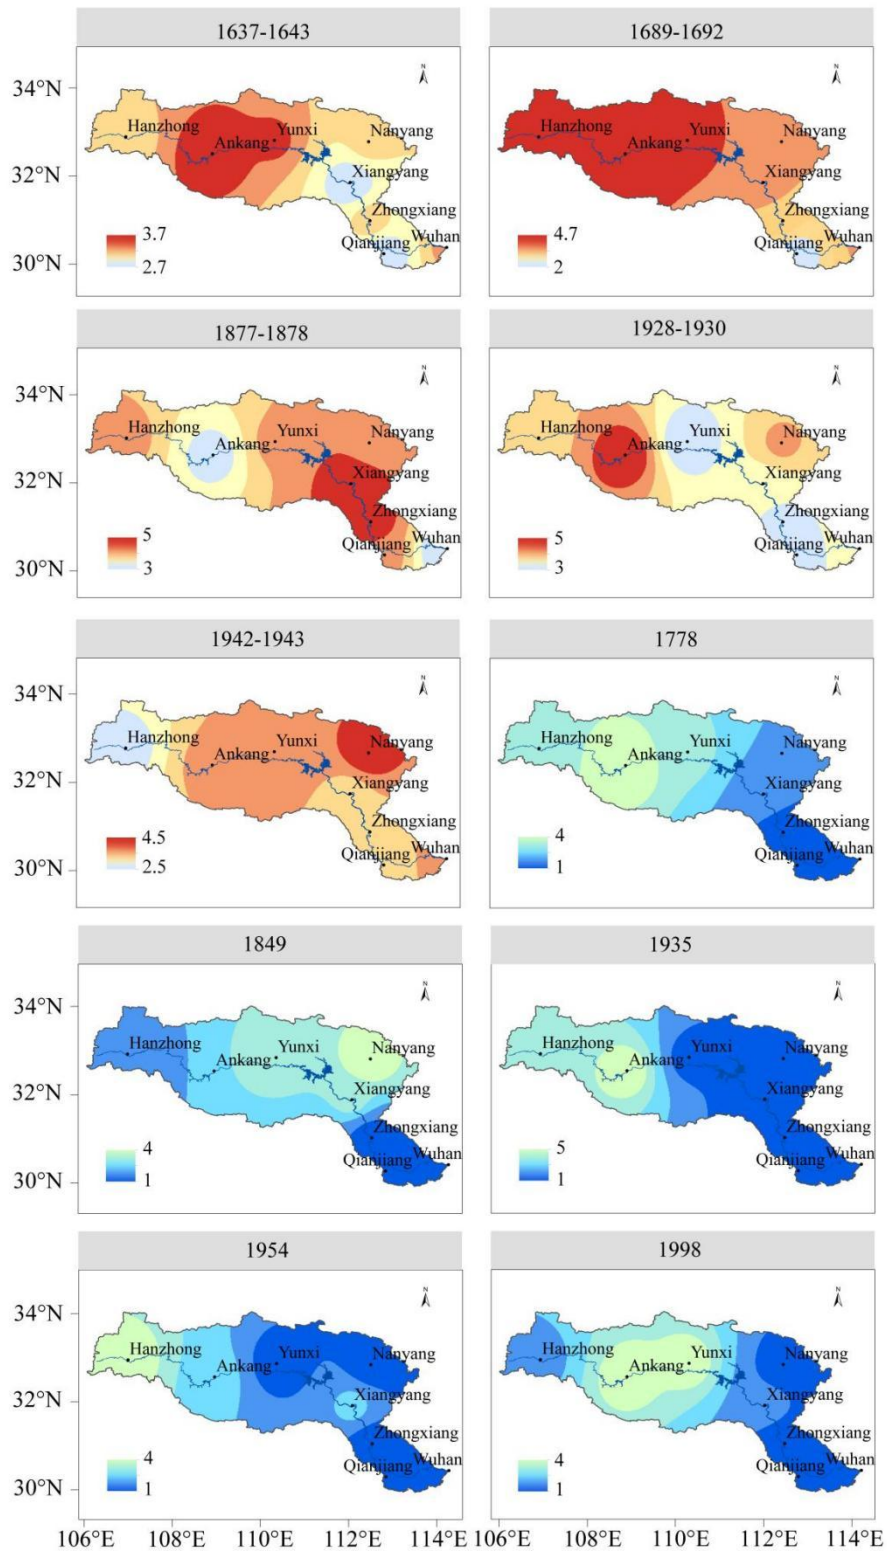 1637-1643
1689-1692
N
N
34°N
Hanzhong
Yunxi
Nanyang
Hanzhong
Yunxi
Nanyang
Ankang
Ankang
32°N
Xiangyang
Xiangyang
3.7
Zhongxiang
4.7
Zhongxiang
Qianjiang
Wuhan
Qianjiang
Wuhan
30°N
2.7
2
1877-1878
1928-1930
N
N
34°N
Hanzhong
Yunxi
Nanyang
Hanzhong
Yunxi
Nanyang
Ankang
Ankang
32°N
Xiangyang
Xiangyang
5
Zhongxiang
5
Zhongxiang
Qianjiang
Wuhan
Qianjiang
Wuhan
30°N
3
3
1942-1943
1778
N
N
34°N
Hanzhong
Yunxi
Nanyang
Hanzhong
Yunxi
Nanyang
Ankang
Ankang
32°N
Xiangyang
Xiangyang
4.5
Zhongxiang
4
Zhongxiang
Qianjiang
Wuhan
Qianjiang
Wuhan
30°N
2.5
1
1849
1935
N
N
34°N
Hanzhong
Yunxi
Nanyang
Hanzhong
Yunxi
Nanyang
Ankang
Ankang
32°N
Xiangyang
Xiangyang
4
Zhongxiang
5
Zhongxiang
Qianjiang
Wuhan
Qianjiang
Wuhan
30°N
1
1
1954
1998
N
N
34°N
Hanzhong
Yunxi
Nanyang
Hanzhong
Yunxi
Nanyang
Ankang
Ankang
32°N
Xiangyang
Xiangyang
4
Zhongxiang
4
Zhongxiang
Qianjiang
Wuhan
Qianjiang
Wuhan
30°N
1
1
106°E 108°E 110°E 112°E 114°E 106°E 108°E 110°E 112°E 114°E